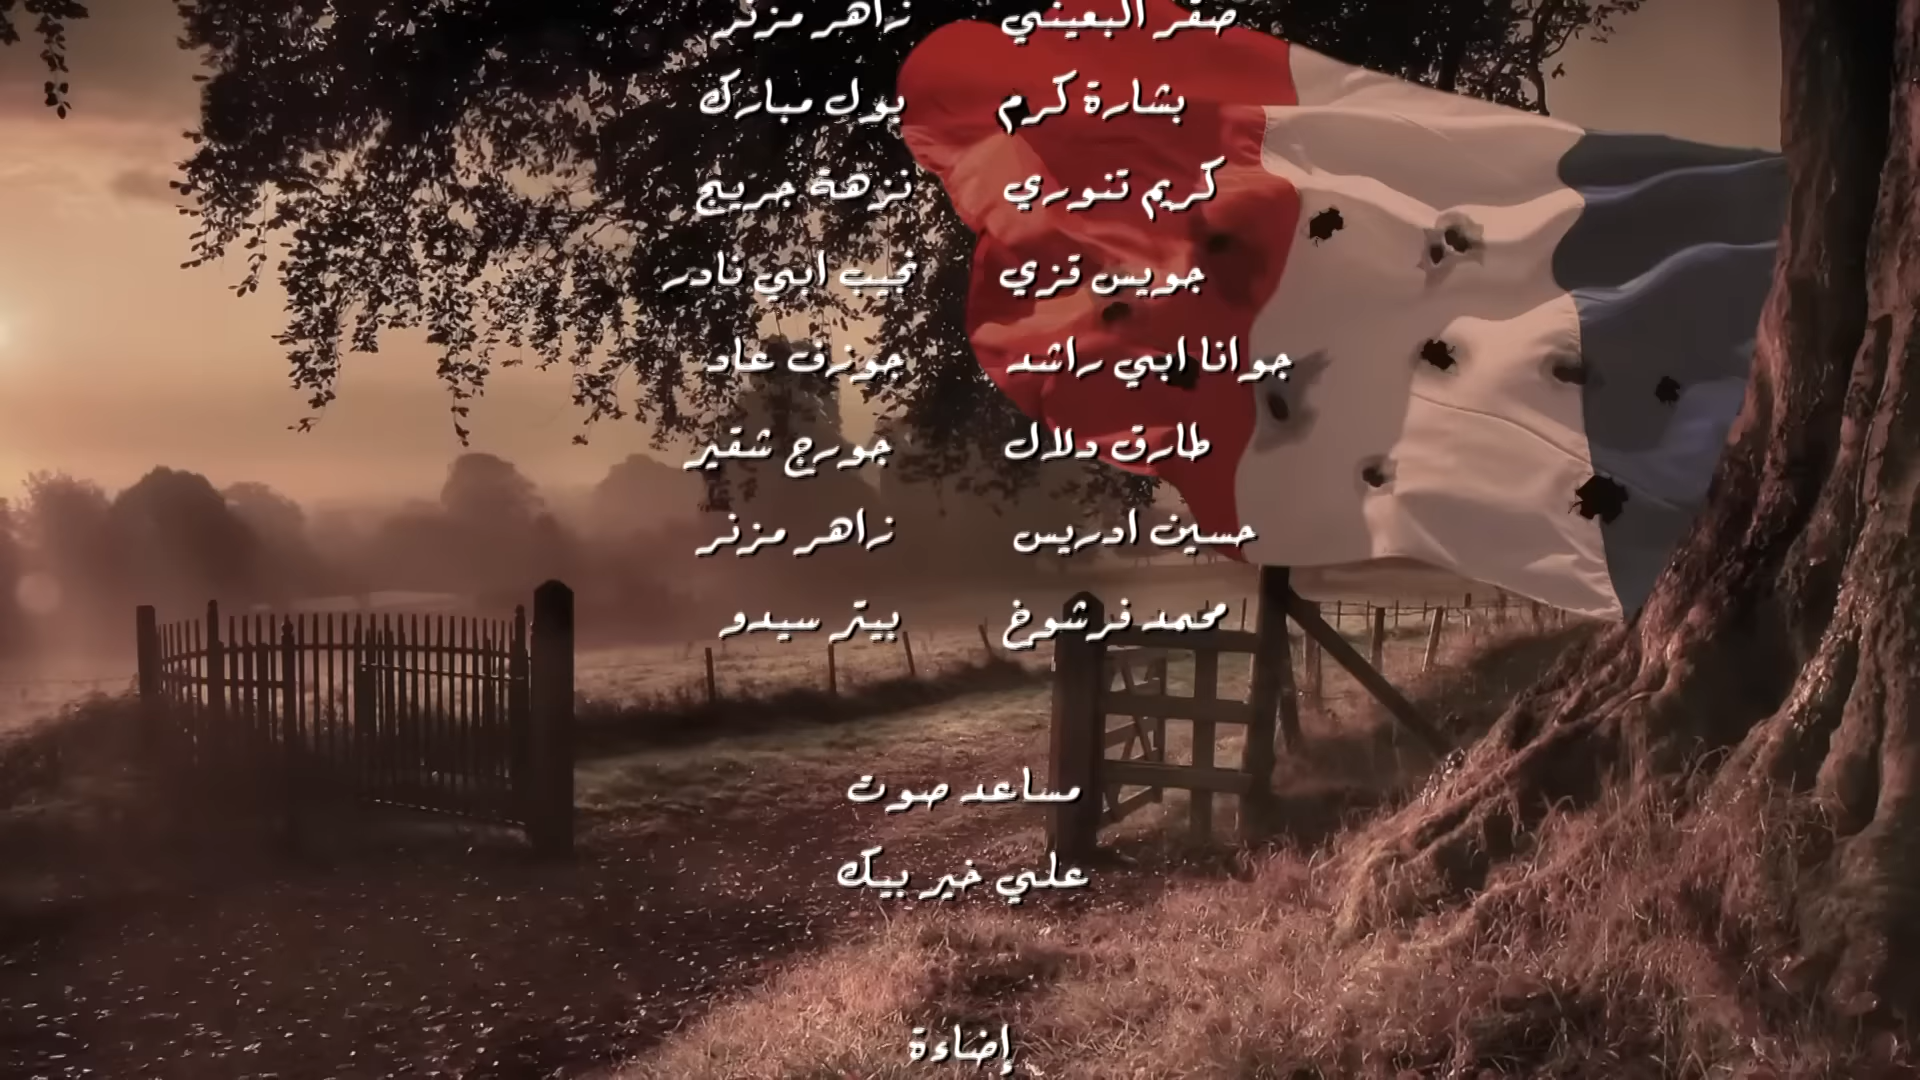 صقر البعيني زاهر مزنر
بشارة كرم بول مبارك
كريم تنوري نزهة جريج
جويس قزي نجيب ابي نادر
جوانا ابي راشد جوزف عاد
طارق دلال جورج شقير
حسين ادريس زاهر مزنر
محمد فرشوخ بيتر سيدو
مساعد صوت
علي خير بيك
إضاءة